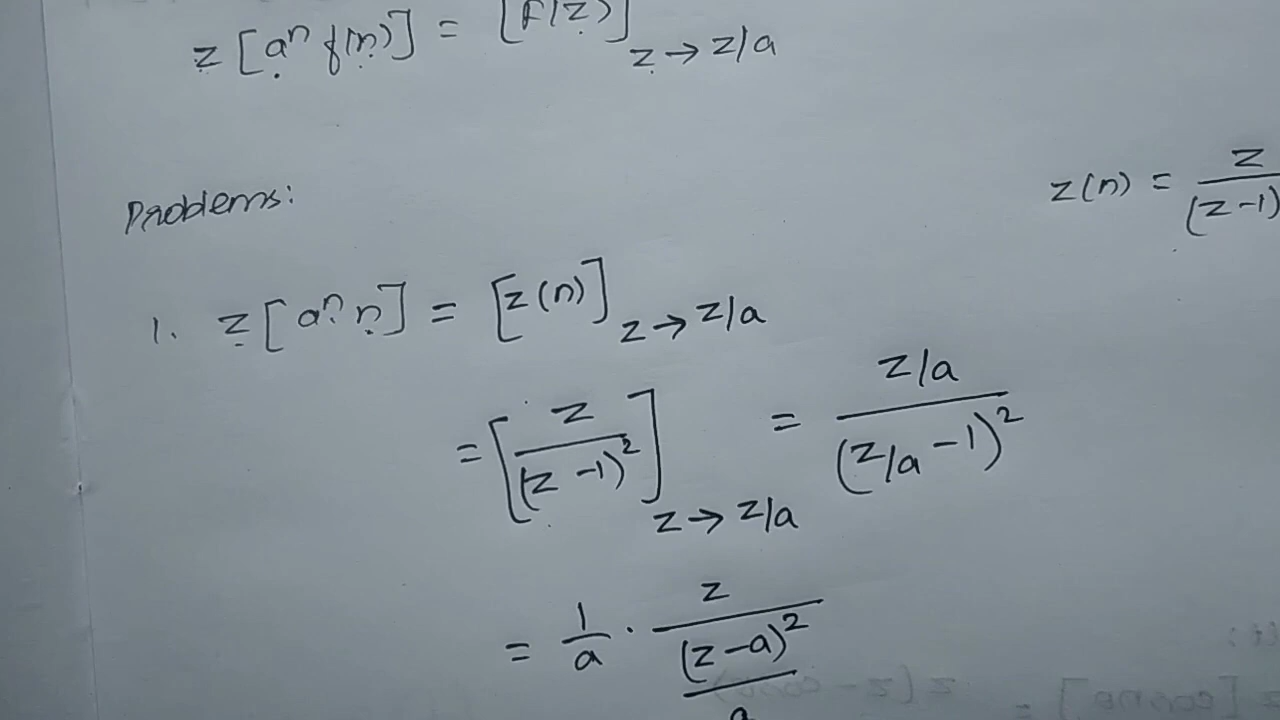 z [aⁿ f(n)] = [F(z)] z → z/a
Problems:
z(n) = z / (z-1)
1. z [aⁿ n] = [z(n)] z → z/a
= [z / (z-1)²] z → z/a = z/a / (z/a - 1)²
= 1/a · z / (z-a)² / a